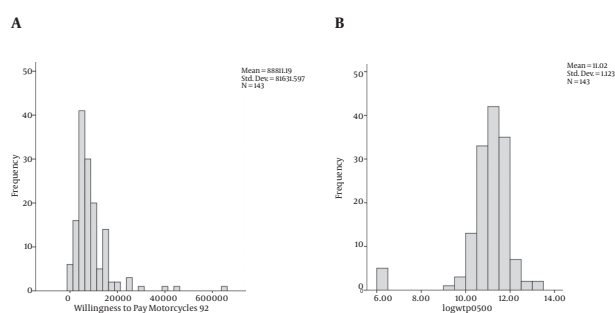 A
Mean = 88811.19
Std. Dev. = 81631.597
N = 143
50
40
30
20
10
0
Frequency
0 20000 40000 600000
Willingness to Pay Motorcycles 92
B
Mean = 11.02
Std. Dev. = 1.123
N = 143
50
40
30
20
10
0
Frequency
6.00 8.00 10.00 12.00 14.00
logwtp0500